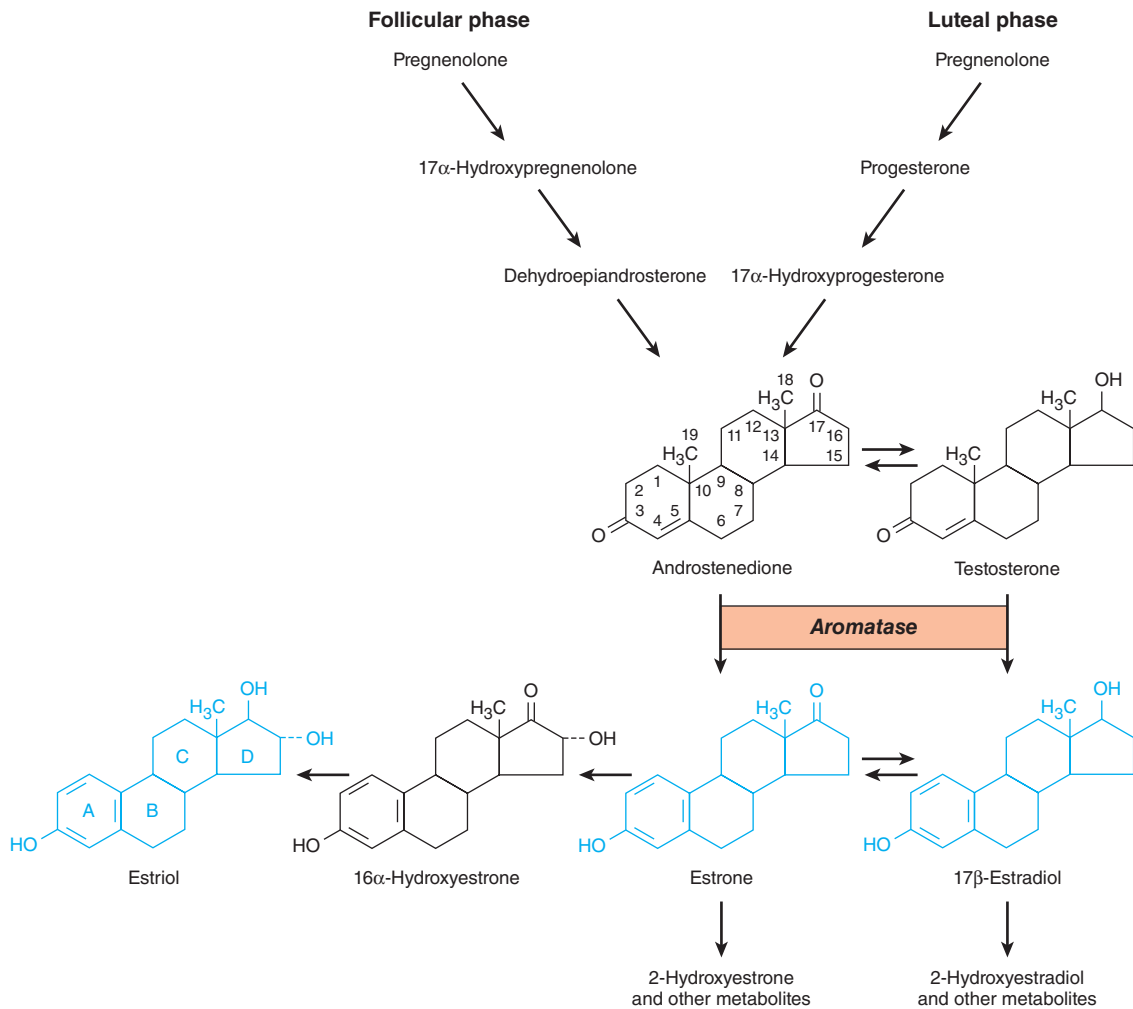 Follicular phase
Luteal phase
Pregnenolone
Pregnenolone
17α-Hydroxypregnenolone
Progesterone
Dehydroepiandrosterone
17α-Hydroxyprogesterone
18
O
OH
H3C
H3C
17
12
16
19
11
13
H3C
14
15
H3C
1
9
2
10
8
3
5
7
4
6
O
O
Androstenedione
Testosterone
Aromatase
OH
O
O
OH
H3C
H3C
H3C
H3C
OH
OH
C
D
A
B
HO
HO
HO
HO
Estriol
16α-Hydroxyestrone
Estrone
17β-Estradiol
2-Hydroxyestrone
and other metabolites
2-Hydroxyestradiol
and other metabolites